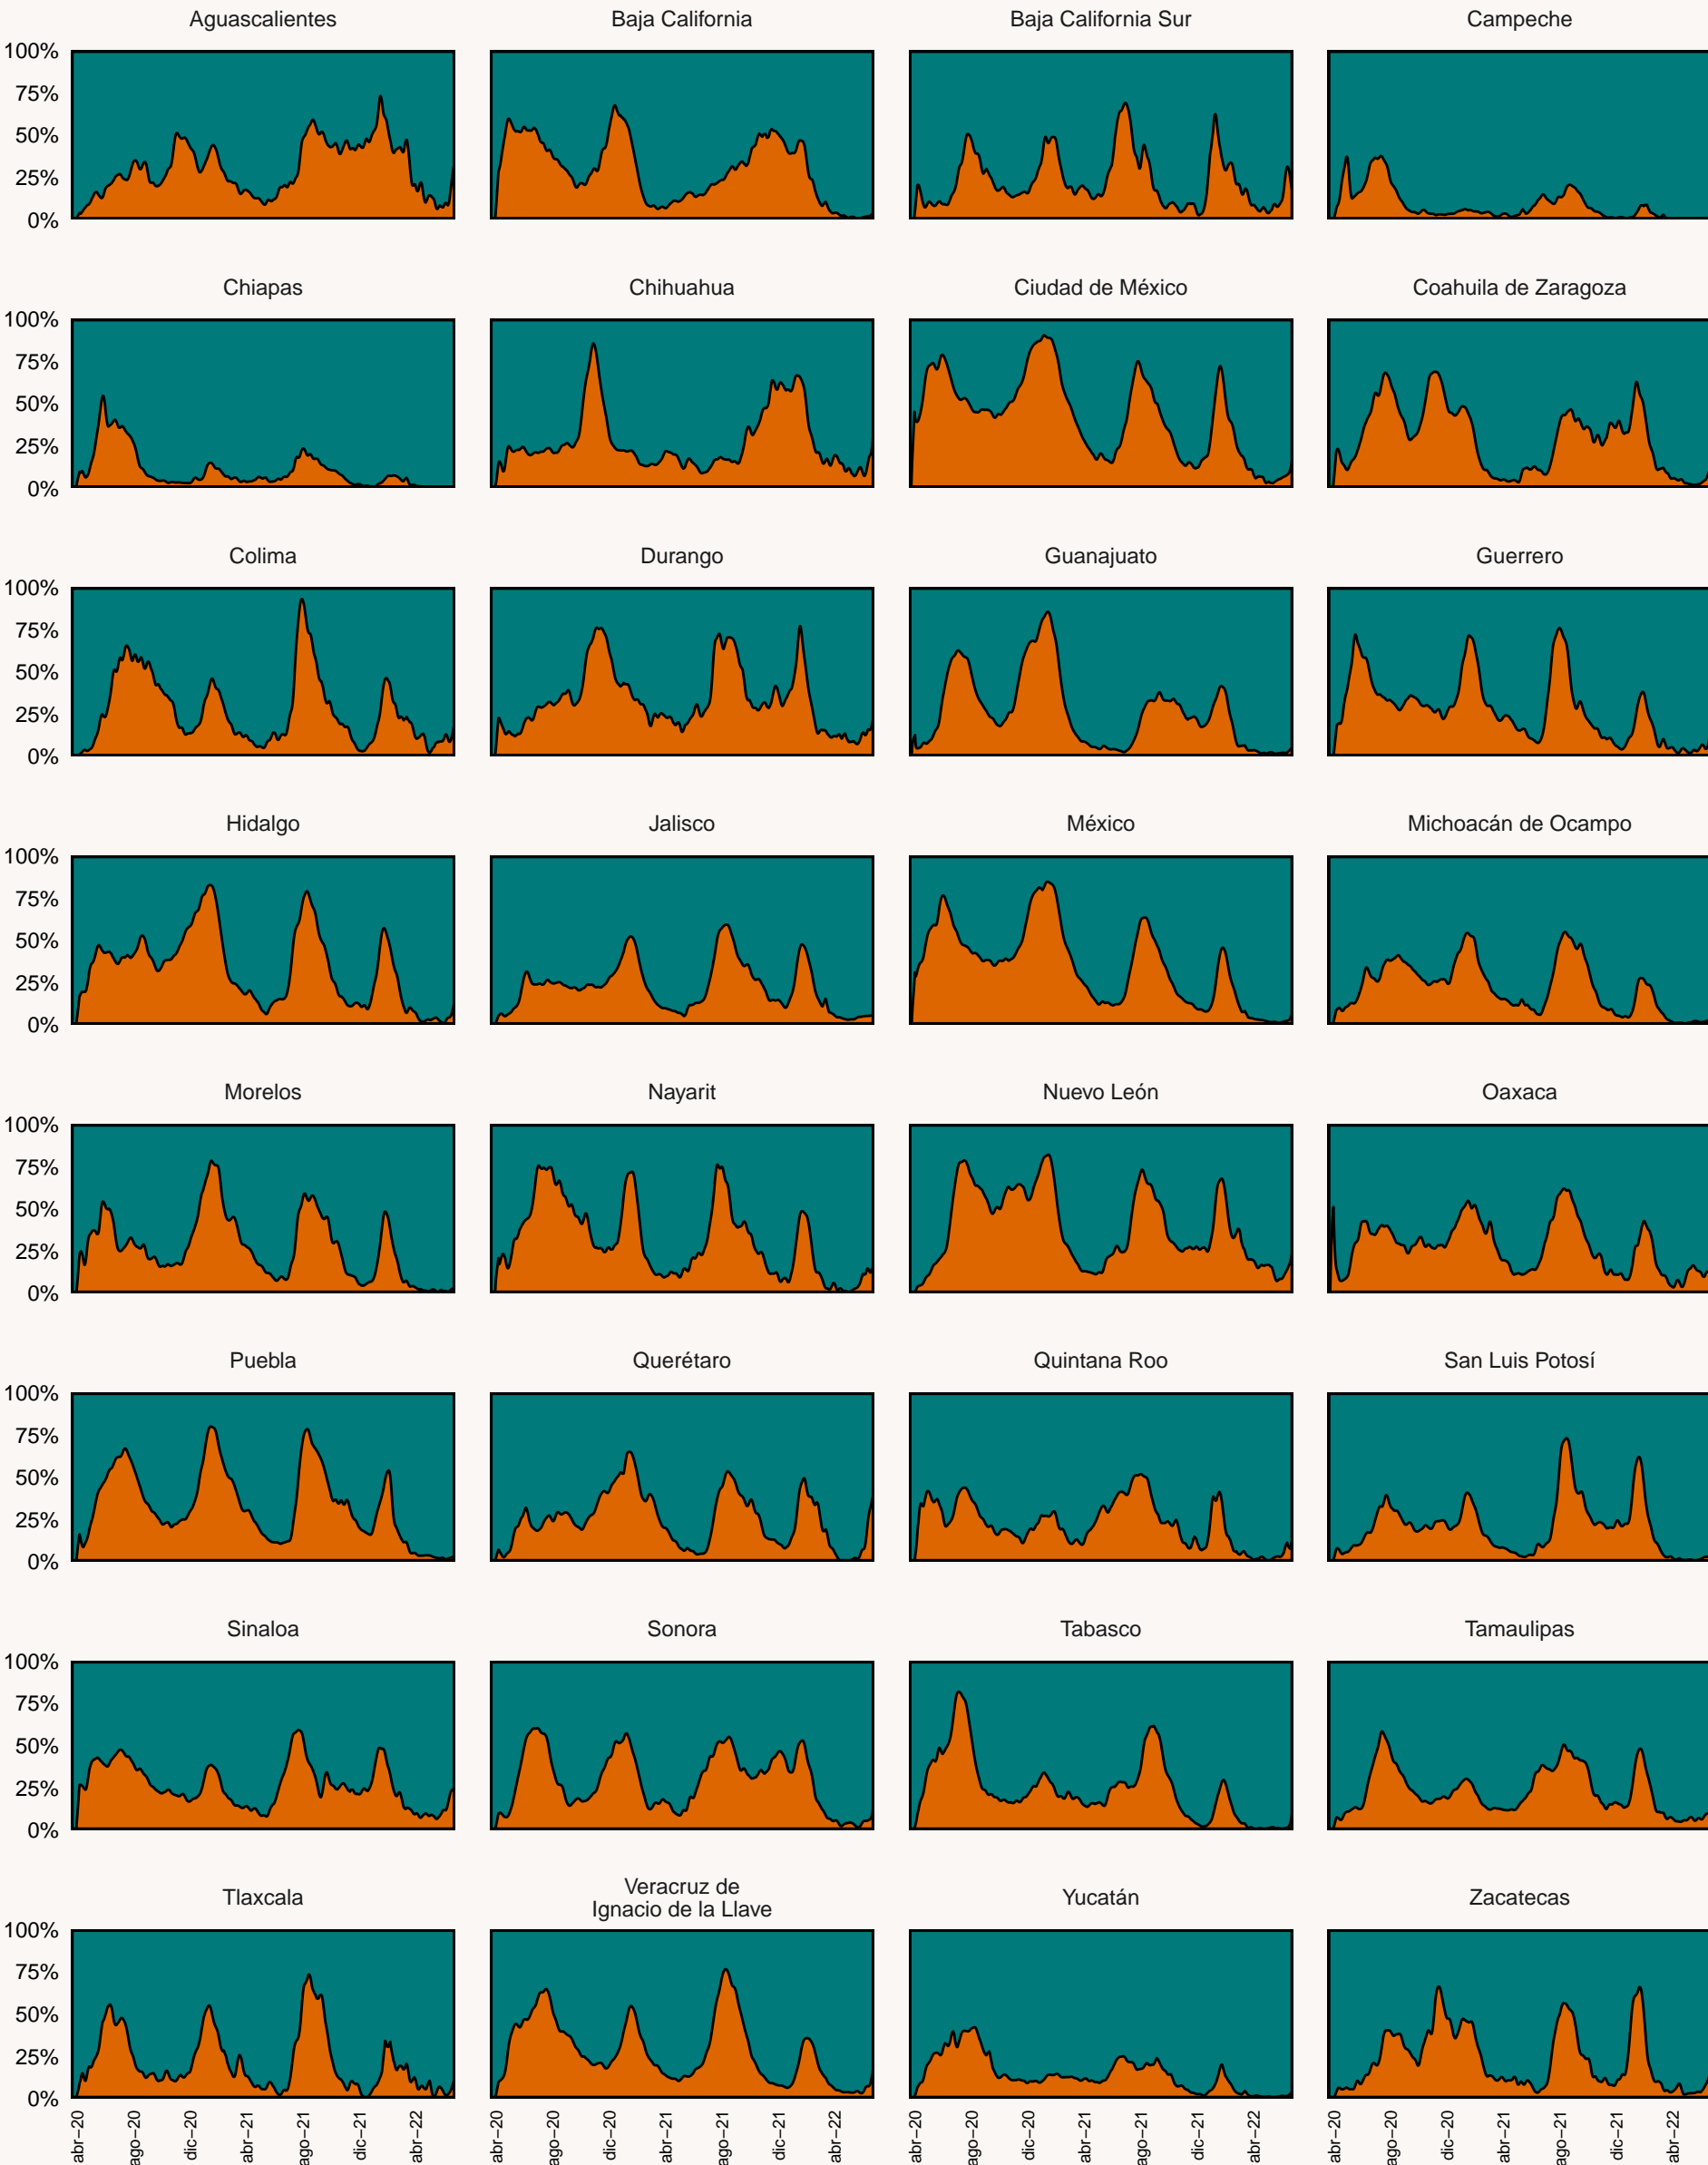 Aguascalientes
Baja California
Baja California Sur
Campeche
100%
75%
50%
25%
0%
Chiapas
Chihuahua
Ciudad de México
Coahuila de Zaragoza
100%
75%
50%
25%
0%
Colima
Durango
Guanajuato
Guerrero
100%
75%
50%
25%
0%
Hidalgo
Jalisco
México
Michoacán de Ocampo
100%
75%
50%
25%
0%
Morelos
Nayarit
Nuevo León
Oaxaca
100%
75%
50%
25%
0%
Puebla
Querétaro
Quintana Roo
San Luis Potosí
100%
75%
50%
25%
0%
Sinaloa
Sonora
Tabasco
Tamaulipas
100%
75%
50%
25%
0%
Tlaxcala
Veracruz de
Ignacio de la Llave
Yucatán
Zacatecas
100%
75%
50%
25%
0%
abr−20
ago−20
dic−20
abr−21
ago−21
dic−21
abr−22
abr−20
ago−20
dic−20
abr−21
ago−21
dic−21
abr−22
abr−20
ago−20
dic−20
abr−21
ago−21
dic−21
abr−22
abr−20
ago−20
dic−20
abr−21
ago−21
dic−21
abr−22